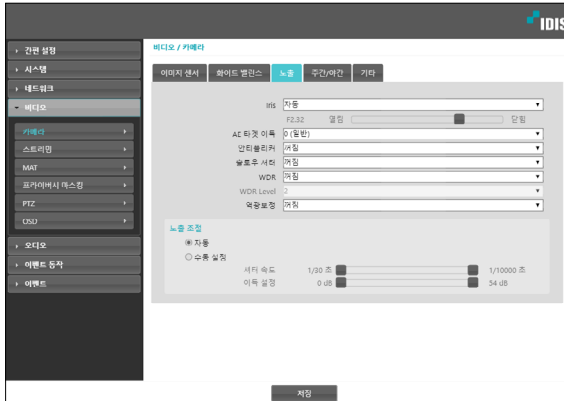 IDIS
간편 설정
시스템
네트워크
비디오
카메라
스트리밍
MAT
프라이버시 마스킹
PTZ
OSD
오디오
이벤트 동작
이벤트
비디오 / 카메라
이미지 센서 화이트 밸런스 노출 주간/야간 기타
Iris 자동
F2.32 열림 닫힘
AE 타겟 이득 0 (일반)
안티플리커 꺼짐
슬로우 셔터 꺼짐
WDR 꺼짐
WDR Level 2
역광보정 꺼짐
노출 조절
자동
수동 설정
셔터 속도 1/30 초 1/10000 초
이득 설정 0 dB 54 dB
저장